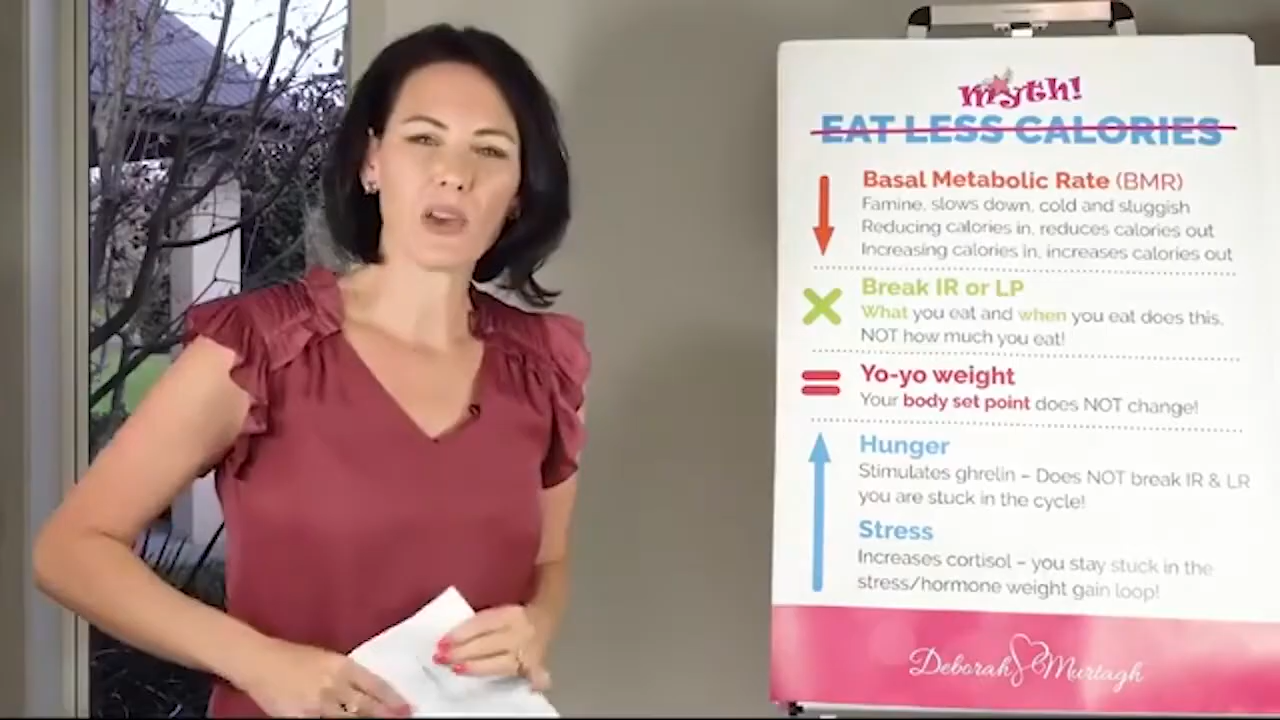 myth!
EAT LESS CALORIES
Basal Metabolic Rate (BMR)
Famine, slows down, cold and sluggish
Reducing calories in, reduces calories out
Increasing calories in, increases calories out
Break IR or LP
What you eat and when you eat does this,
NOT how much you eat!
Yo-yo weight
Your body set point does NOT change!
Hunger
Stimulates ghrelin – Does NOT break IR & LR
you are stuck in the cycle!
Stress
Increases cortisol – you stay stuck in the
stress/hormone weight gain loop!
Deborah Murtagh